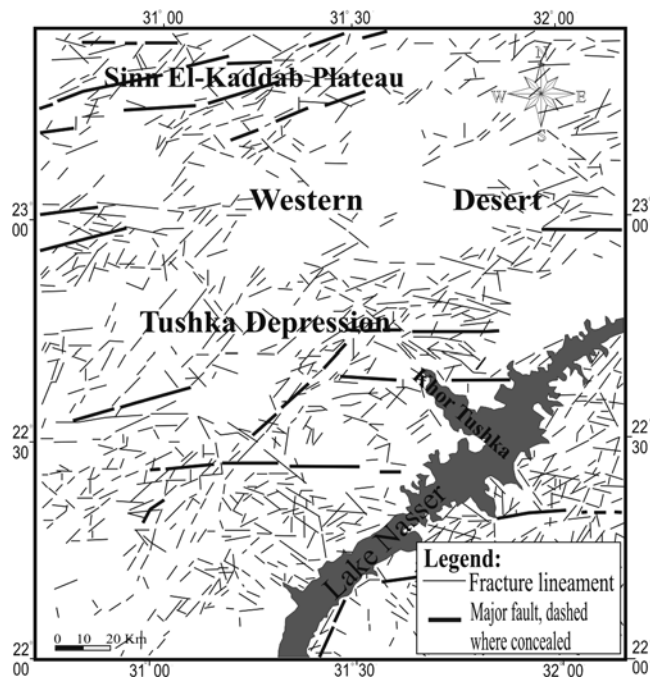 31 00
31 30
32 00
N
W E
S
Sinn El-Kaddab Plateau
Western Desert
23
00
23
00
Tushka Depression
Khor Tushka
22
30
22
30
Lake Nasser
Legend:
Fracture lineament
Major fault, dashed
where concealed
0 10 20 Km
22
00
22
00
31 00
31 30
32 00